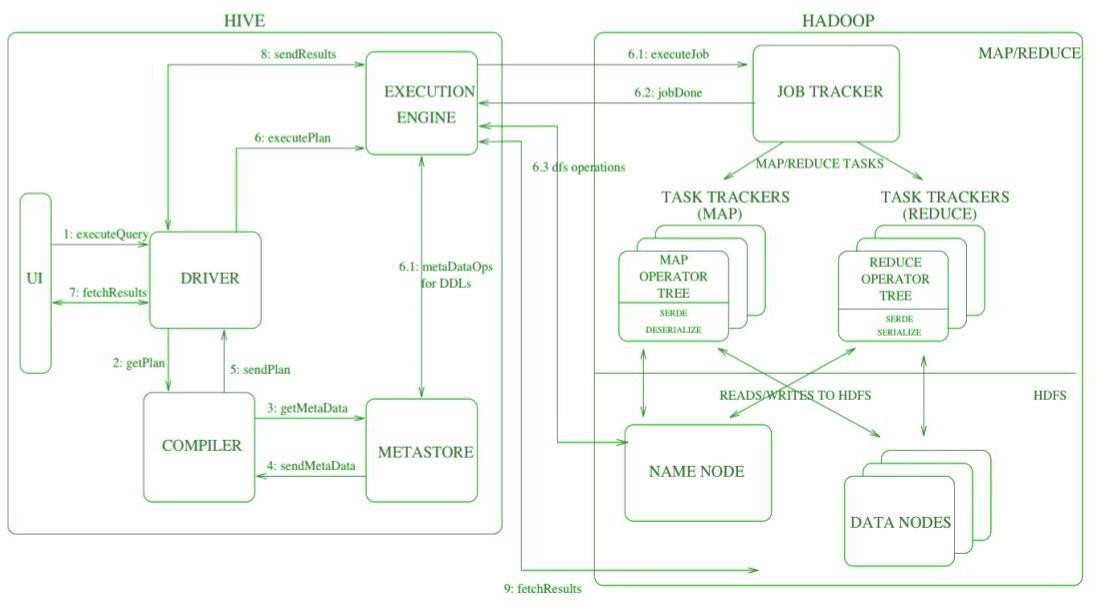 HIVE
HADOOP
8: sendResults
EXECUTION
ENGINE
6.1: executeJob
6.2: jobDone
JOB TRACKER
MAP/REDUCE
6: executePlan
6.3 dfs operations
MAP/REDUCE TASKS
TASK TRACKERS
(MAP)
TASK TRACKERS
(REDUCE)
1: executeQuery
UI
DRIVER
7: fetchResults
6.1: metaDataOps
for DDLs
MAP
OPERATOR
TREE
SERDE
DESERIALIZE
REDUCE
OPERATOR
TREE
SERDE
SERIALIZE
2: getPlan
5: sendPlan
3: getMetaData
COMPILER
METASTORE
4: sendMetaData
READS/WRITES TO HDFS
HDFS
NAME NODE
DATA NODES
9: fetchResults